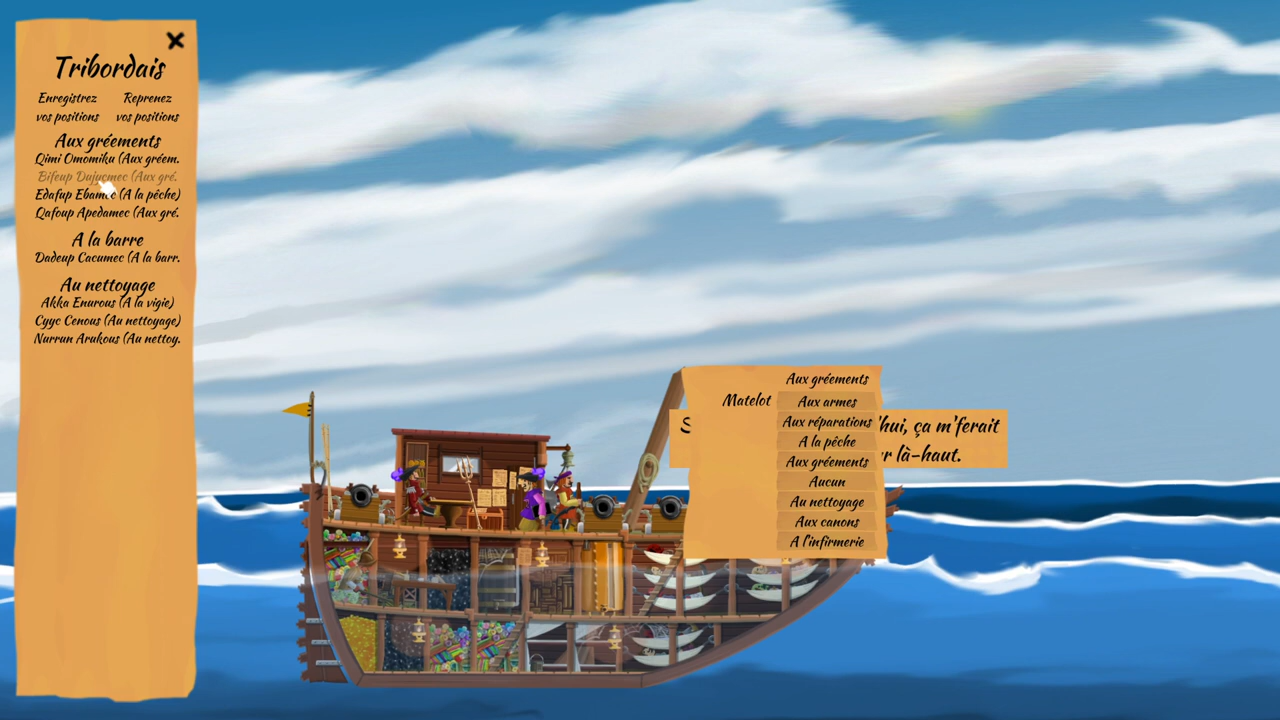 Tribordais
Enregistrez vos positions
Reprenez vos positions
Aux gréements
Qimi Omomiku (Aux gréem.
Bifeup Dujycmec (Aux gré.
Edafup Ebamec (A la pêche)
Qafoup Apedamec (Aux gré.
A la barre
Dadeup Cacumec (A la barr.
Au nettoyage
Akka Enurous (A la vigie)
Cyyc Cenous (Au nettoyage)
Nurrun Arukous (Au nettoy.
Aux gréements
Matelot
Aux armes
Aux réparations
A la pêche
Aux gréements
Aucun
Au nettoyage
Aux canons
A l'infirmerie
S
'hui, ça m'ferait
r là-haut.